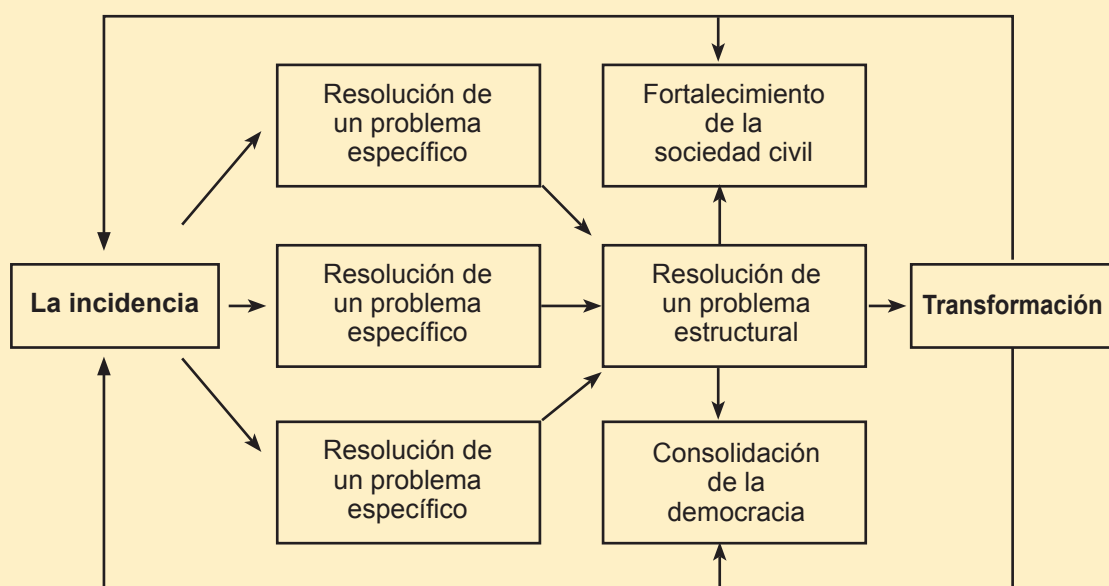 Resolución de
un problema
específico
Fortalecimiento
de la
sociedad civil
La incidencia
Resolución de
un problema
específico
Resolución de
un problema
estructural
Transformación
Resolución de
un problema
específico
Consolidación
de la
democracia